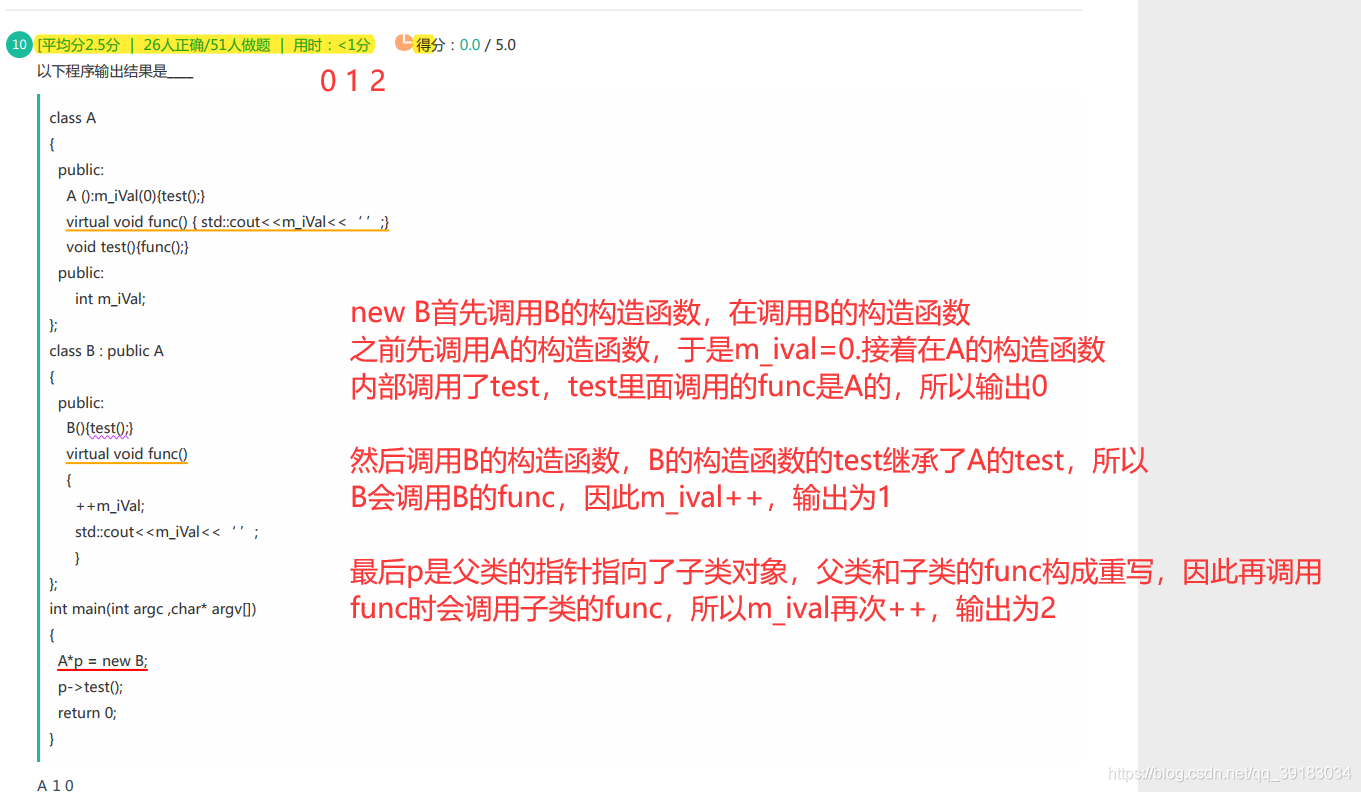 10 [平均分2.5分 | 26人正确/51人做题 | 用时：<1分 得分：0.0 / 5.0
以下程序输出结果是____
0 1 2
class A
{
public:
A ():m_iVal(0){test();}
virtual void func() { std::cout<<m_iVal<< ‘ ’ ;}
void test(){func();}
public:
int m_iVal;
};
class B : public A
{
public:
B(){test();}
virtual void func()
{
++m_iVal;
std::cout<<m_iVal<< ‘ ’ ;
}
};
int main(int argc ,char* argv[])
{
A*p = new B;
p->test();
return 0;
}
A 1 0
new B首先调用B的构造函数，在调用B的构造函数
之前先调用A的构造函数，于是m_ival=0.接着在A的构造函数
内部调用了test，test里面调用的func是A的，所以输出0
然后调用B的构造函数，B的构造函数的test继承了A的test，所以
B会调用B的func，因此m_ival++，输出为1
最后p是父类的指针指向了子类对象，父类和子类的func构成重写，因此再调用
func时会调用子类的func，所以m_ival再次++，输出为2
https://blog.csdn.net/qq_39183034